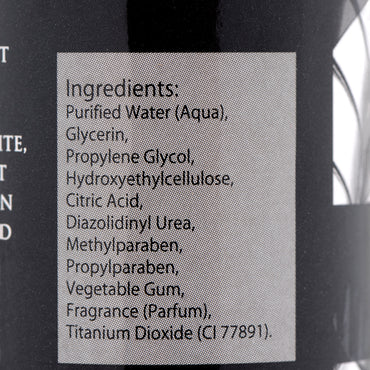 T
ITE,
T
N
D
Ingredients:
Purified Water (Aqua),
Glycerin,
Propylene Glycol,
Hydroxyethylcellulose,
Citric Acid,
Diazolidinyl Urea,
Methylparaben,
Propylparaben,
Vegetable Gum,
Fragrance (Parfum),
Titanium Dioxide (CI 77891).